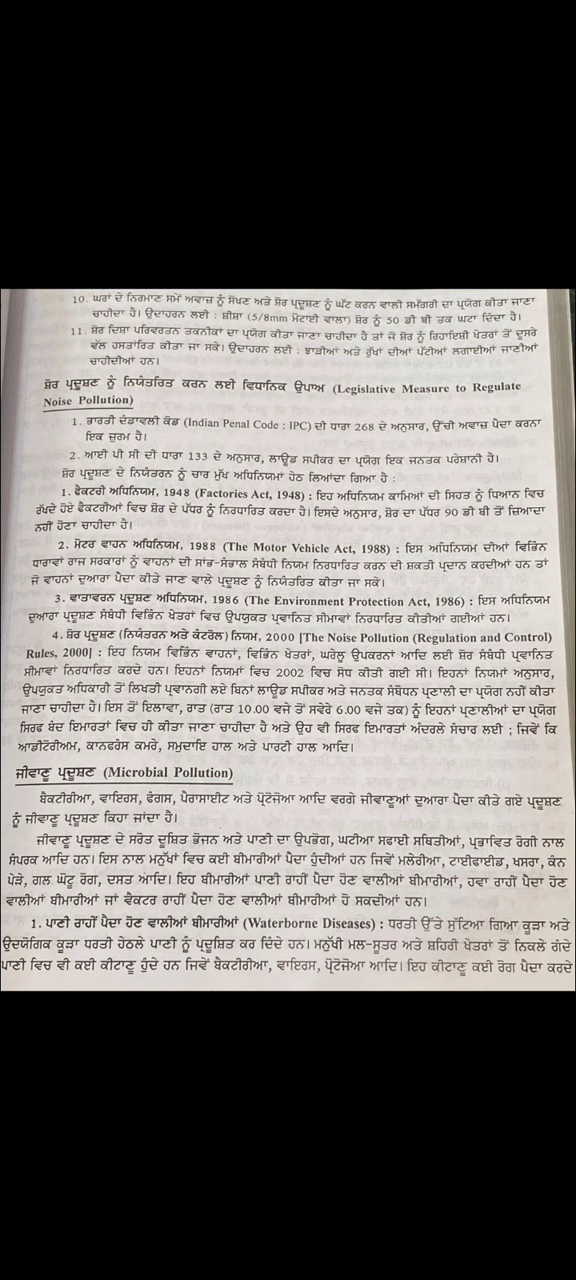 10. ਘਰਾਂ ਦੇ ਨਿਰਮਾਣ ਸਮੇਂ ਅਵਾਜ਼ ਨੂੰ ਸੋਖਣ ਅਤੇ ਸ਼ੋਰ ਪ੍ਰਦੂਸ਼ਣ ਨੂੰ ਘੱਟ ਕਰਨ ਵਾਲੀ ਸਮੱਗਰੀ ਦਾ ਪ੍ਰਯੋਗ ਕੀਤਾ ਜਾਣਾ
ਚਾਹੀਦਾ ਹੈ। ਉਦਾਹਰਨ ਲਈ : ਸ਼ੀਸ਼ਾ (5/8mm ਮੋਟਾਈ ਵਾਲਾ) ਸ਼ੋਰ ਨੂੰ 50 ਡੀ ਬੀ ਤਕ ਘਟਾ ਦਿੰਦਾ ਹੈ।
11. ਸ਼ੋਰ ਦਿਸ਼ਾ ਪਰਿਵਰਤਨ ਤਕਨੀਕਾਂ ਦਾ ਪ੍ਰਯੋਗ ਕੀਤਾ ਜਾਣਾ ਚਾਹੀਦਾ ਹੈ ਤਾਂ ਜੋ ਸ਼ੋਰ ਨੂੰ ਰਿਹਾਇਸ਼ੀ ਖੇਤਰਾਂ ਤੋਂ ਦੂਸਰੇ
ਵੱਲ ਹਸਤਾਂਰਿਤ ਕੀਤਾ ਜਾ ਸਕੇ। ਉਦਾਹਰਨ ਲਈ : ਝਾੜੀਆਂ ਅਤੇ ਰੁੱਖਾਂ ਦੀਆਂ ਪੱਟੀਆਂ ਲਗਾਈਆਂ ਜਾਣੀਆਂ
ਚਾਹੀਦੀਆਂ ਹਨ।
ਸ਼ੋਰ ਪ੍ਰਦੂਸ਼ਣ ਨੂੰ ਨਿਯੰਤਰਿਤ ਕਰਨ ਲਈ ਵਿਧਾਨਿਕ ਉਪਾਅ (Legislative Measure to Regulate
Noise Pollution)
1. ਭਾਰਤੀ ਦੰਡਾਵਲੀ ਕੋਡ (Indian Penal Code : IPC) ਦੀ ਧਾਰਾ 268 ਦੇ ਅਨੁਸਾਰ, ਉੱਚੀ ਅਵਾਜ਼ ਪੈਦਾ ਕਰਨਾ
ਇਕ ਜ਼ੁਰਮ ਹੈ।
2. ਆਈ ਪੀ ਸੀ ਦੀ ਧਾਰਾ 133 ਦੇ ਅਨੁਸਾਰ, ਲਾਊਡ ਸਪੀਕਰ ਦਾ ਪ੍ਰਯੋਗ ਇਕ ਜਨਤਕ ਪਰੇਸ਼ਾਨੀ ਹੈ।
ਸ਼ੋਰ ਪ੍ਰਦੂਸ਼ਣ ਦੇ ਨਿਯੰਤਰਨ ਨੂੰ ਚਾਰ ਮੁੱਖ ਅਧਿਨਿਯਮਾਂ ਹੇਠ ਲਿਆਂਦਾ ਗਿਆ ਹੈ :
1. ਫੈਕਟਰੀ ਅਧਿਨਿਯਮ, 1948 (Factories Act, 1948) : ਇਹ ਅਧਿਨਿਯਮ ਕਾਮਿਆਂ ਦੀ ਸਿਹਤ ਨੂੰ ਧਿਆਨ ਵਿਚ
ਰੱਖਦੇ ਹੋਏ ਫੈਕਟਰੀਆਂ ਵਿਚ ਸ਼ੋਰ ਦੇ ਪੱਧਰ ਨੂੰ ਨਿਰਧਾਰਿਤ ਕਰਦਾ ਹੈ। ਇਸਦੇ ਅਨੁਸਾਰ, ਸ਼ੋਰ ਦਾ ਪੱਧਰ 90 ਡੀ ਬੀ ਤੋਂ ਜ਼ਿਆਦਾ
ਨਹੀਂ ਹੋਣਾ ਚਾਹੀਦਾ ਹੈ।
2. ਮੋਟਰ ਵਾਹਨ ਅਧਿਨਿਯਮ, 1988 (The Motor Vehicle Act, 1988) : ਇਸ ਅਧਿਨਿਯਮ ਦੀਆਂ ਵਿਭਿੰਨ
ਧਾਰਾਵਾਂ ਰਾਜ ਸਰਕਾਰਾਂ ਨੂੰ ਵਾਹਨਾਂ ਦੀ ਸਾਂਭ-ਸੰਭਾਲ ਸੰਬੰਧੀ ਨਿਯਮ ਨਿਰਧਾਰਿਤ ਕਰਨ ਦੀ ਸ਼ਕਤੀ ਪ੍ਰਦਾਨ ਕਰਦੀਆਂ ਹਨ ਤਾਂ
ਜੋ ਵਾਹਨਾਂ ਦੁਆਰਾ ਪੈਦਾ ਕੀਤੇ ਜਾਣ ਵਾਲੇ ਪ੍ਰਦੂਸ਼ਣ ਨੂੰ ਨਿਯੰਤਰਿਤ ਕੀਤਾ ਜਾ ਸਕੇ।
3. ਵਾਤਾਵਰਨ ਪ੍ਰਦੂਸ਼ਣ ਅਧਿਨਿਯਮ, 1986 (The Environment Protection Act, 1986) : ਇਸ ਅਧਿਨਿਯਮ
ਦੁਆਰਾ ਪ੍ਰਦੂਸ਼ਣ ਸੰਬੰਧੀ ਵਿਭਿੰਨ ਖੇਤਰਾਂ ਵਿਚ ਉਪਯੁਕਤ ਪ੍ਰਵਾਨਿਤ ਸੀਮਾਵਾਂ ਨਿਰਧਾਰਿਤ ਕੀਤੀਆਂ ਗਈਆਂ ਹਨ।
4. ਸ਼ੋਰ ਪ੍ਰਦੂਸ਼ਣ (ਨਿਯੰਤਰਨ ਅਤੇ ਕੰਟਰੋਲ) ਨਿਯਮ, 2000 [The Noise Pollution (Regulation and Control)
Rules, 2000] : ਇਹ ਨਿਯਮ ਵਿਭਿੰਨ ਵਾਹਨਾਂ, ਵਿਭਿੰਨ ਖੇਤਰਾਂ, ਘਰੇਲੂ ਉਪਕਰਨਾਂ ਆਦਿ ਲਈ ਸ਼ੋਰ ਸੰਬੰਧੀ ਪ੍ਰਵਾਨਿਤ
ਸੀਮਾਵਾਂ ਨਿਰਧਾਰਿਤ ਕਰਦੇ ਹਨ। ਇਹਨਾਂ ਨਿਯਮਾਂ ਵਿਚ 2002 ਵਿਚ ਸੋਧ ਕੀਤੀ ਗਈ ਸੀ। ਇਹਨਾਂ ਨਿਯਮਾਂ ਅਨੁਸਾਰ,
ਉਪਯੁਕਤ ਅਧਿਕਾਰੀ ਤੋਂ ਲਿਖਤੀ ਪ੍ਰਵਾਨਗੀ ਲਏ ਬਿਨਾਂ ਲਾਊਡ ਸਪੀਕਰ ਅਤੇ ਜਨਤਕ ਸੰਬੋਧਨ ਪ੍ਰਣਾਲੀ ਦਾ ਪ੍ਰਯੋਗ ਨਹੀਂ ਕੀਤਾ
ਜਾਣਾ ਚਾਹੀਦਾ ਹੈ। ਇਸ ਤੋਂ ਇਲਾਵਾ, ਰਾਤ (ਰਾਤ 10.00 ਵਜੇ ਤੋਂ ਸਵੇਰੇ 6.00 ਵਜੇ ਤਕ) ਨੂੰ ਇਹਨਾਂ ਪ੍ਰਣਾਲੀਆਂ ਦਾ ਪ੍ਰਯੋਗ
ਸਿਰਫ ਬੰਦ ਇਮਾਰਤਾਂ ਵਿਚ ਹੀ ਕੀਤਾ ਜਾਣਾ ਚਾਹੀਦਾ ਹੈ ਅਤੇ ਉਹ ਵੀ ਸਿਰਫ ਇਮਾਰਤਾਂ ਅੰਦਰਲੇ ਸੰਚਾਰ ਲਈ ; ਜਿਵੇਂ ਕਿ
ਆਡੀਟੋਰੀਅਮ, ਕਾਨਫਰੰਸ ਕਮਰੇ, ਸਮੁਦਾਇ ਹਾਲ ਅਤੇ ਪਾਰਟੀ ਹਾਲ ਆਦਿ।
ਜੀਵਾਣੂ ਪ੍ਰਦੂਸ਼ਣ (Microbial Pollution)
ਬੈਕਟੀਰੀਆ, ਵਾਇਰਸ, ਫੰਗਸ, ਪੈਰਾਸਾਈਟ ਅਤੇ ਪ੍ਰੋਟੋਜੋਆ ਆਦਿ ਵਰਗੇ ਜੀਵਾਣੂਆਂ ਦੁਆਰਾ ਪੈਦਾ ਕੀਤੇ ਗਏ ਪ੍ਰਦੂਸ਼ਣ
ਨੂੰ ਜੀਵਾਣੂ ਪ੍ਰਦੂਸ਼ਣ ਕਿਹਾ ਜਾਂਦਾ ਹੈ।
ਜੀਵਾਣੂ ਪ੍ਰਦੂਸ਼ਣ ਦੇ ਸਰੋਤ ਦੂਸ਼ਿਤ ਭੋਜਨ ਅਤੇ ਪਾਣੀ ਦਾ ਉਪਭੋਗ, ਘਟੀਆ ਸਫਾਈ ਸਥਿਤੀਆਂ, ਪ੍ਰਭਾਵਿਤ ਰੋਗੀ ਨਾਲ
ਸੰਪਰਕ ਆਦਿ ਹਨ। ਇਸ ਨਾਲ ਮਨੁੱਖਾਂ ਵਿਚ ਕਈ ਬੀਮਾਰੀਆਂ ਪੈਦਾ ਹੁੰਦੀਆਂ ਹਨ ਜਿਵੇਂ ਮਲੇਰੀਆ, ਟਾਈਫਾਈਡ, ਖਸਰਾ, ਕੰਨ
ਪੇੜੇ, ਗਲ ਘੋਟੂ ਰੋਗ, ਦਸਤ ਆਦਿ। ਇਹ ਬੀਮਾਰੀਆਂ ਪਾਣੀ ਰਾਹੀਂ ਪੈਦਾ ਹੋਣ ਵਾਲੀਆਂ ਬੀਮਾਰੀਆਂ, ਹਵਾ ਰਾਹੀਂ ਪੈਦਾ ਹੋਣ
ਵਾਲੀਆਂ ਬੀਮਾਰੀਆਂ ਜਾਂ ਵੈਕਟਰ ਰਾਹੀਂ ਪੈਦਾ ਹੋਣ ਵਾਲੀਆਂ ਬੀਮਾਰੀਆਂ ਹੋ ਸਕਦੀਆਂ ਹਨ।
1. ਪਾਣੀ ਰਾਹੀਂ ਪੈਦਾ ਹੋਣ ਵਾਲੀਆਂ ਬੀਮਾਰੀਆਂ (Waterborne Diseases) : ਧਰਤੀ ਉੱਤੇ ਸੁੱਟਿਆ ਗਿਆ ਕੂੜਾ ਅਤੇ
ਉਦਯੋਗਿਕ ਕੂੜਾ ਧਰਤੀ ਹੇਠਲੇ ਪਾਣੀ ਨੂੰ ਪ੍ਰਦੂਸ਼ਿਤ ਕਰ ਦਿੰਦੇ ਹਨ। ਮਨੁੱਖੀ ਮਲ-ਸੂਤਰ ਅਤੇ ਸ਼ਹਿਰੀ ਖੇਤਰਾਂ ਤੋਂ ਨਿਕਲੇ ਗੰਦੇ
ਪਾਣੀ ਵਿਚ ਵੀ ਕਈ ਕੀਟਾਣੂ ਹੁੰਦੇ ਹਨ ਜਿਵੇਂ ਬੈਕਟੀਰੀਆ, ਵਾਇਰਸ, ਪ੍ਰੋਟੋਜੋਆ ਆਦਿ। ਇਹ ਕੀਟਾਣੂ ਕਈ ਰੋਗ ਪੈਦਾ ਕਰਦੇ